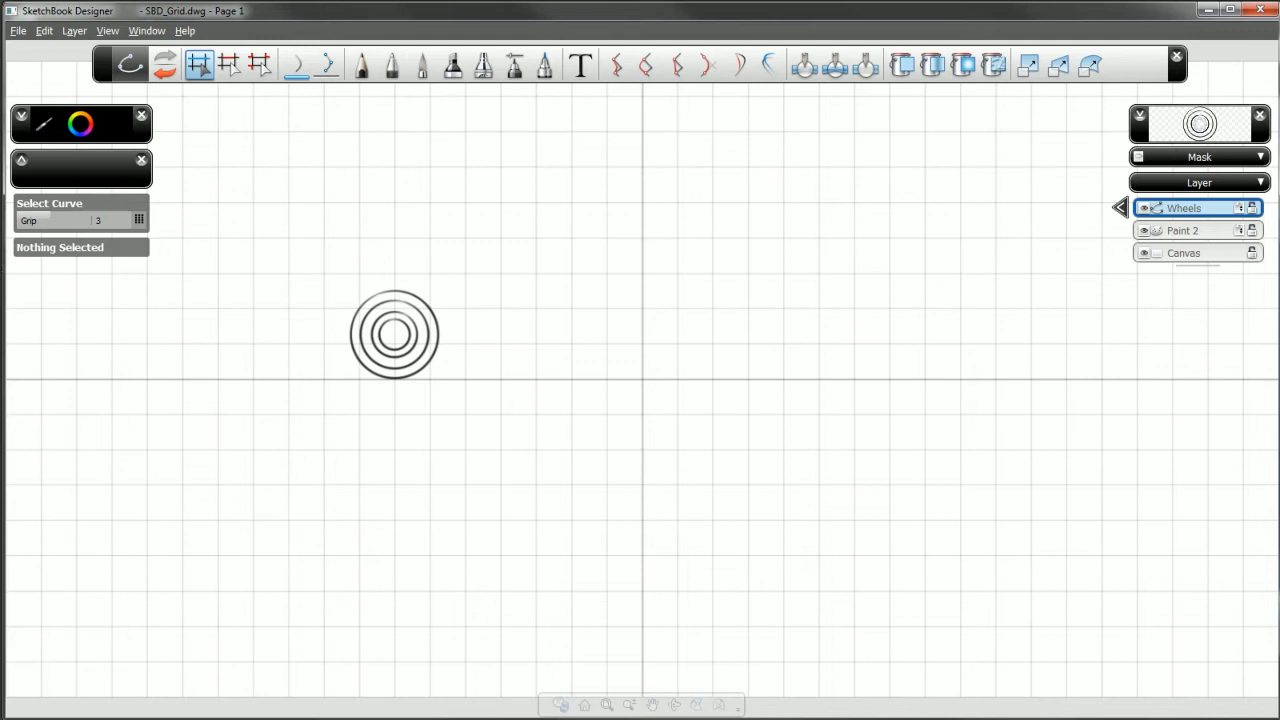 SketchBook Designer - SBD_Grid.dwg - Page 1
File Edit Layer View Window Help
T
Mask
Layer
Select Curve
Grip 3
Wheels
Paint 2
Nothing Selected
Canvas